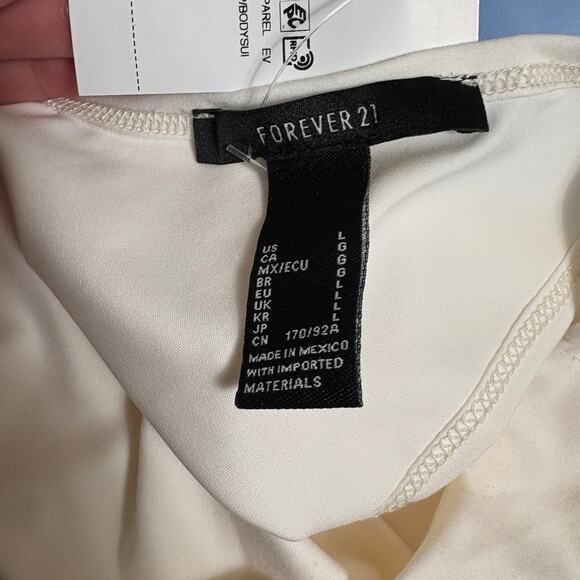 PAREL EV
P/BODYSUI
EPC
FOREVER 21
US L
CA G
MX/ECU G
BR G
EU L
UK L
KR L
JP L
CN 170/92A
MADE IN MEXICO
WITH IMPORTED
MATERIALS